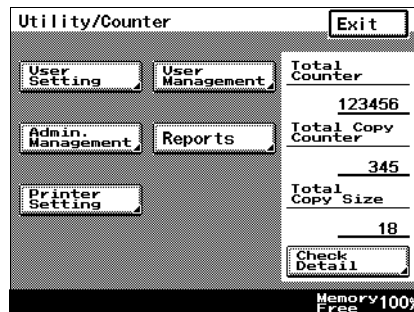 Utility/Counter
Exit
User
Setting
User
Management
Admin.
Management
Reports
Printer
Setting
Total
Counter
123456
Total Copy
Counter
345
Total
Copy Size
18
Check
Detail
Memory
Free 100%